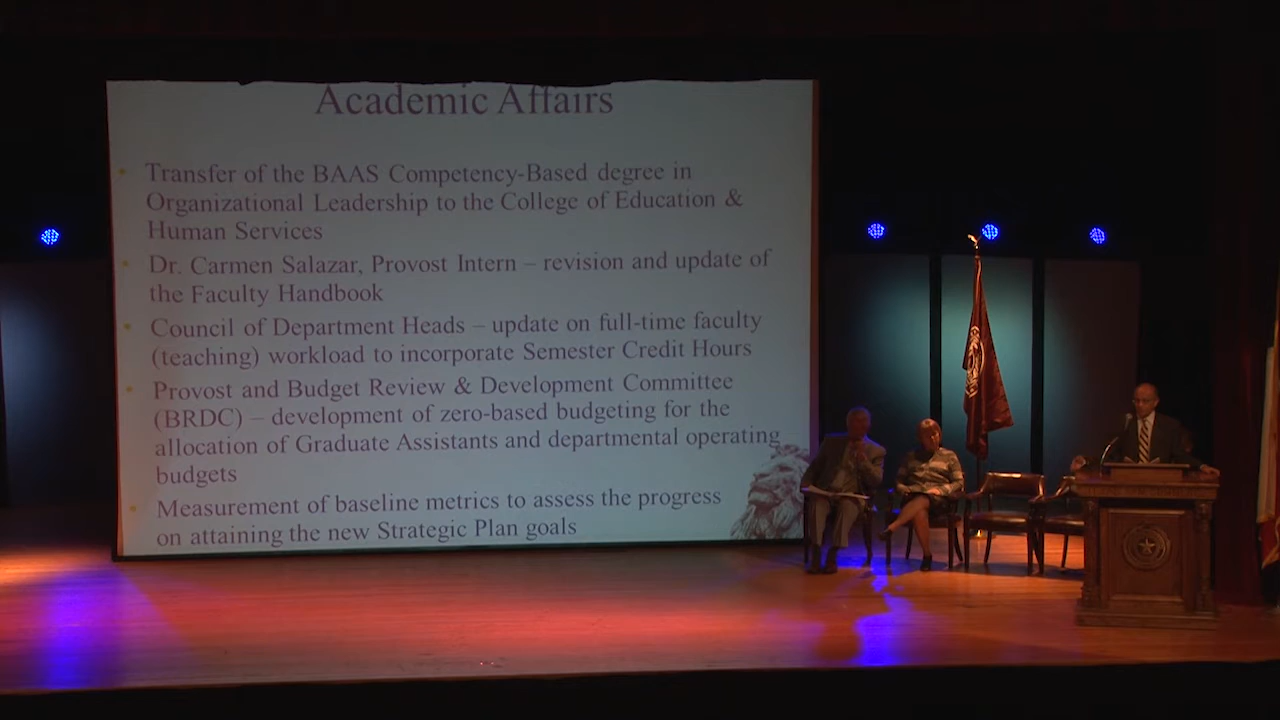 Academic Affairs
Transfer of the BAAS Competency-Based degree in
Organizational Leadership to the College of Education &
Human Services
Dr. Carmen Salazar, Provost Intern – revision and update of
the Faculty Handbook
Council of Department Heads – update on full-time faculty
(teaching) workload to incorporate Semester Credit Hours
Provost and Budget Review & Development Committee
(BRDC) – development of zero-based budgeting for the
allocation of Graduate Assistants and departmental operating
budgets
Measurement of baseline metrics to assess the progress
on attaining the new Strategic Plan goals